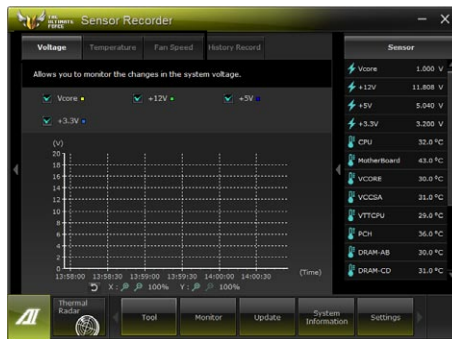 THE ULTIMATE FORCE Sensor Recorder
Voltage Temperature Fan Speed History Record
Allows you to monitor the changes in the system voltage.
Vcore +12V +5V
+3.3V
(V)
20
18
16
14
12
10
8
6
4
2
0
13:58:00 13:58:30 13:59:00 13:59:30 14:00:00 14:00:30 (Time)
X: 100% Y: 100%
Sensor
Vcore 1.000 V
+12V 11.808 V
+5V 5.040 V
+3.3V 3.200 V
CPU 32.0 °C
MotherBoard 43.0 °C
VCORE 30.0 °C
VCCSA 31.0 °C
VTTCPU 29.0 °C
PCH 36.0 °C
DRAM-AB 30.0 °C
DRAM-CD 31.0 °C
AI
Thermal
Radar
Tool Monitor Update System
Information Settings